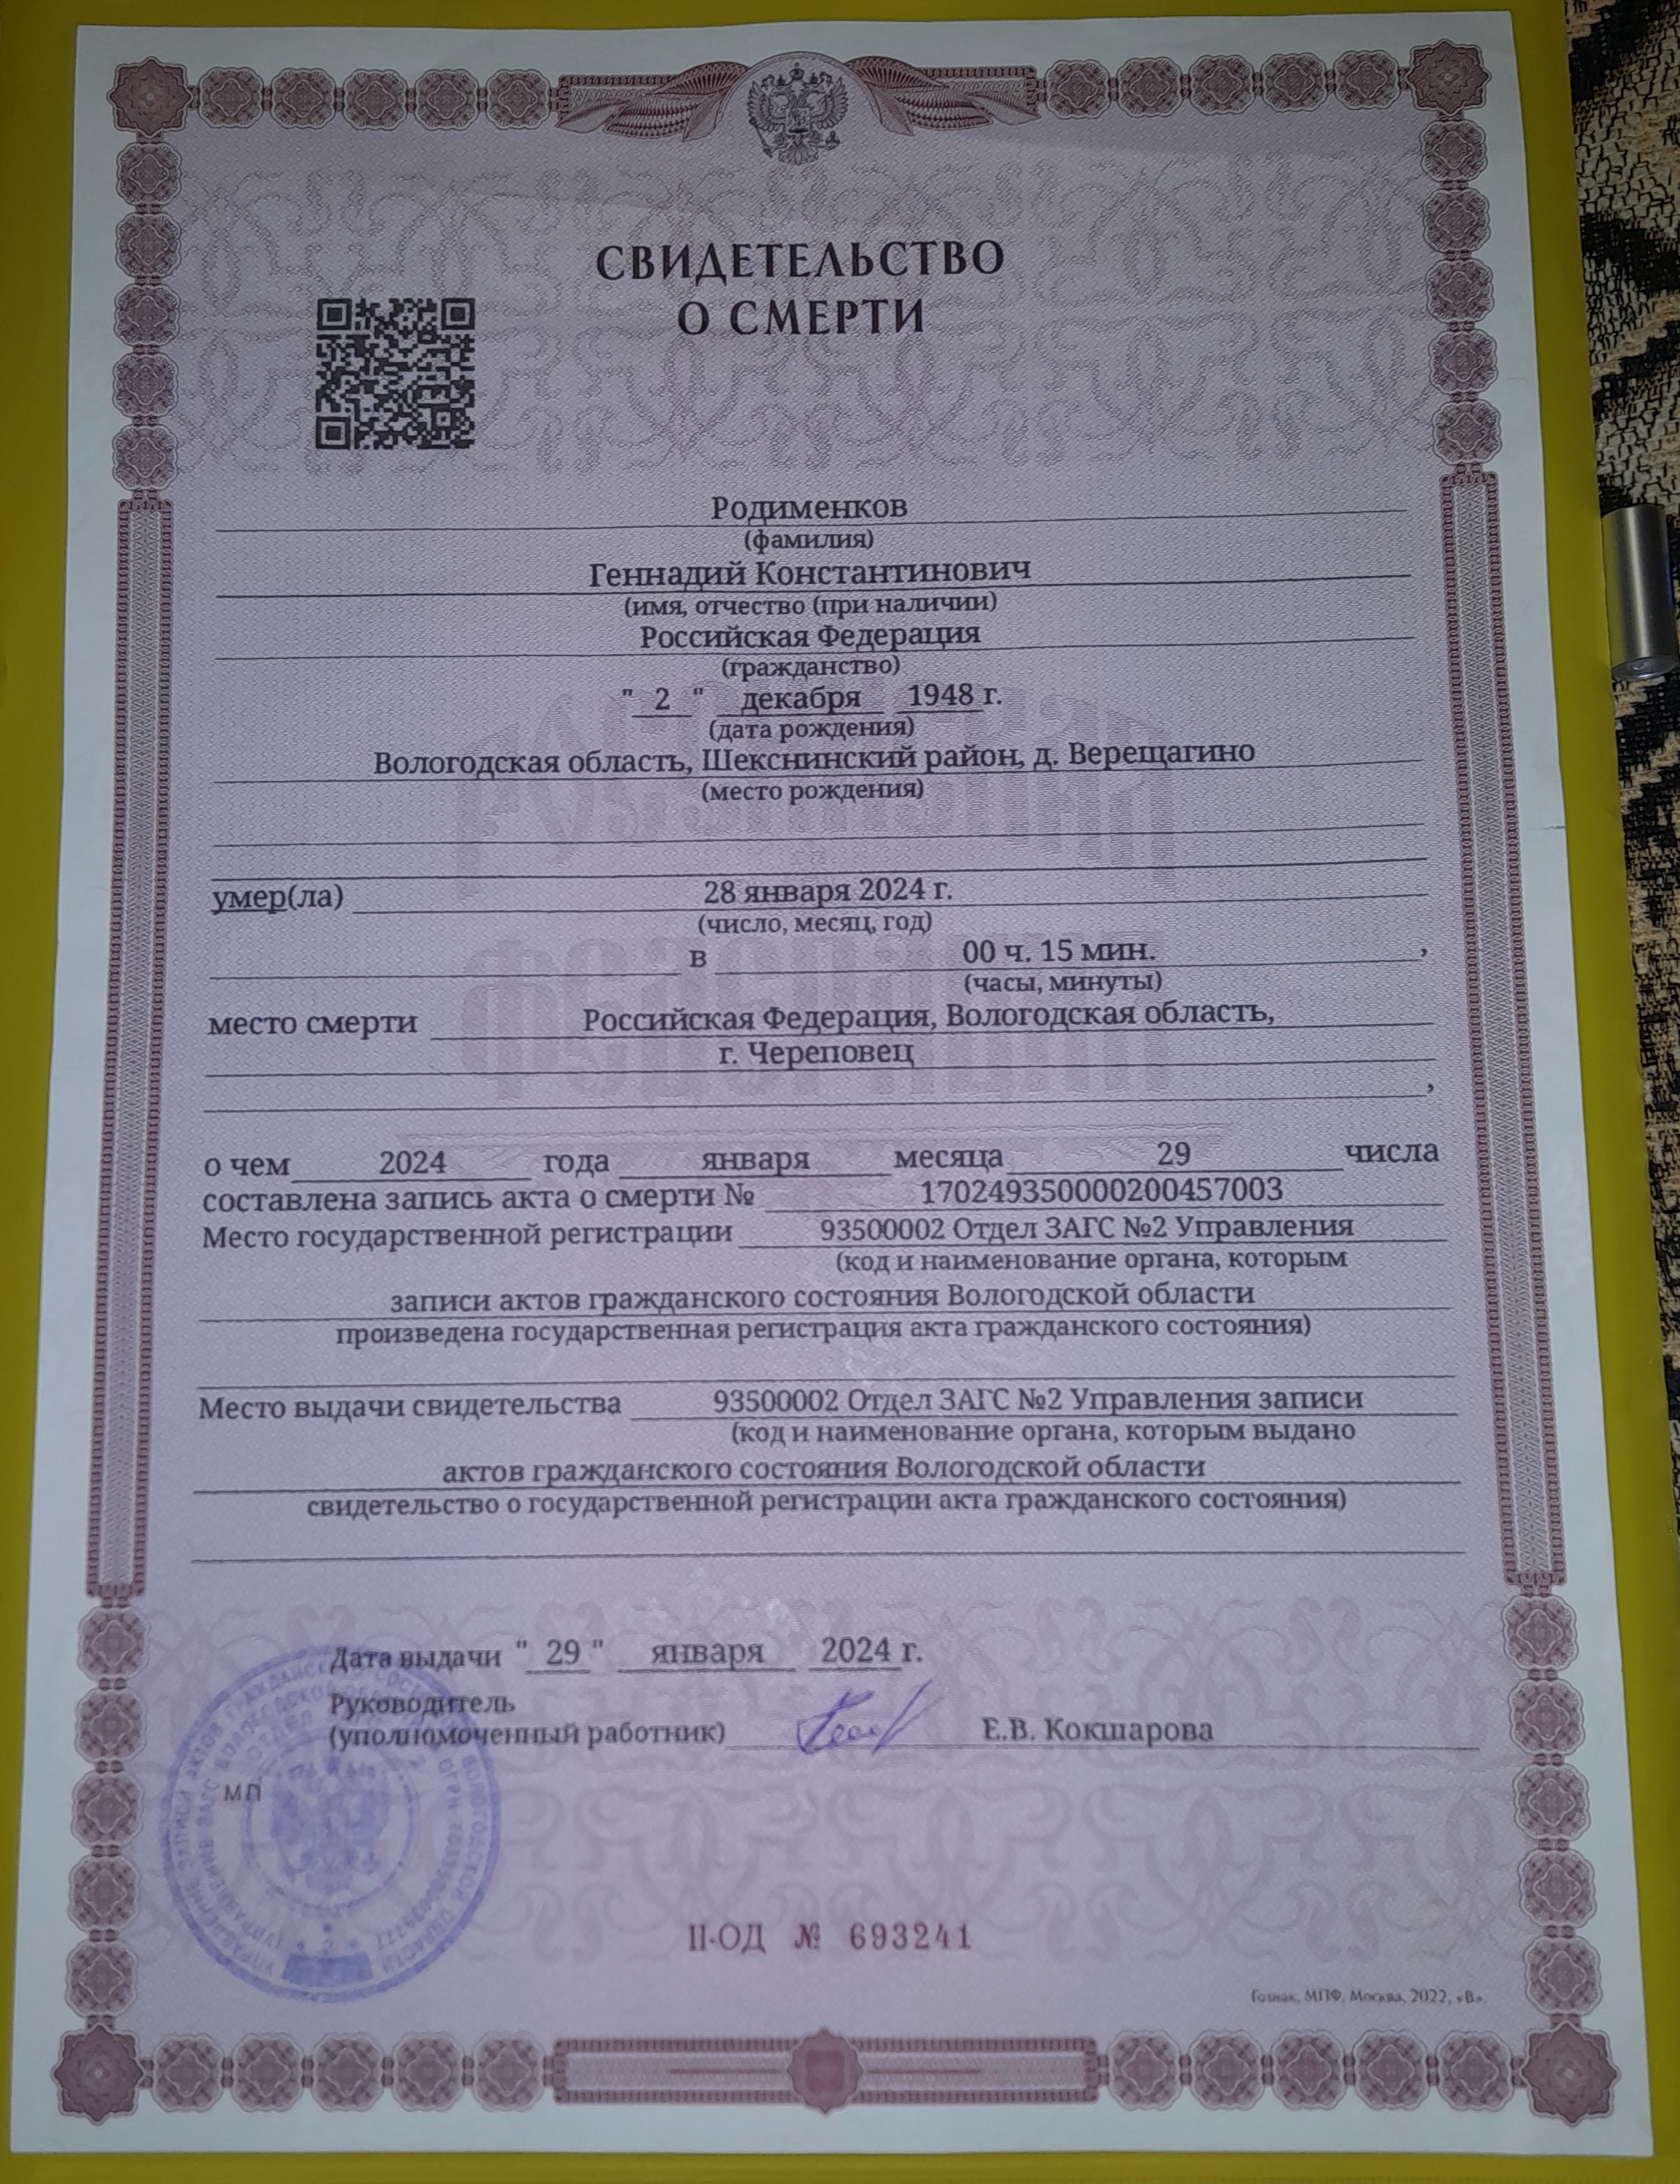 СВИДЕТЕЛЬСТВО
О СМЕРТИ
Родименков
(фамилия)
Геннадий Константинович
(имя, отчество (при наличии)
Российская Федерация
(гражданство)
" 2 " декабря 1948 г.
(дата рождения)
Вологодская область, Шекснинский район, д. Верещагино
(место рождения)
умер(ла) 28 января 2024 г.
(число, месяц, год)
в 00 ч. 15 мин. ,
(часы, минуты)
место смерти Российская Федерация, Вологодская область,
г. Череповец
,
о чем 2024 года января месяца 29 числа
составлена запись акта о смерти № 170249350000200457003
Место государственной регистрации 93500002 Отдел ЗАГС №2 Управления
(код и наименование органа, которым
записи актов гражданского состояния Вологодской области
произведена государственная регистрация акта гражданского состояния)
Место выдачи свидетельства 93500002 Отдел ЗАГС №2 Управления записи
(код и наименование органа, которым выдано
актов гражданского состояния Вологодской области
свидетельство о государственной регистрации акта гражданского состояния)
Дата выдачи " 29 " января 2024 г.
Руководитель
(уполномоченный работник) Е.В. Кокшарова
МП
II-ОД № 693241
Гознак, МПФ, Москва, 2022, «В».